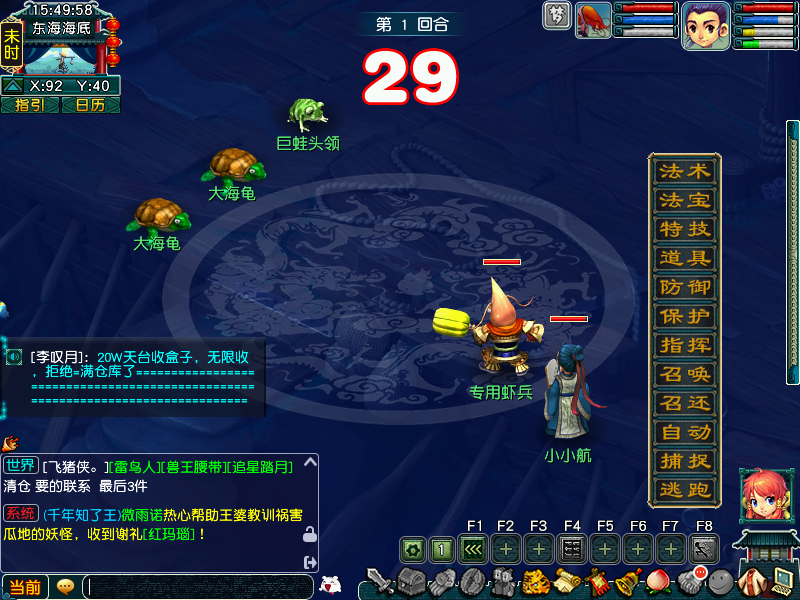 15:49:58
东海海底
未时
X:92 Y:40
指引 日历
第 1 回合
29
梦
巨蛙头领
大海龟
大海龟
专用虾兵
小小航
法术
法宝
特技
道具
防御
保护
指挥
召唤
召还
自动
捕捉
逃跑
[李叹月]：20W天台收盒子，无限收
，拒绝=满仓库了=================
================================
===============================
世界 [飞猪侠。][雷鸟人][兽王腰带][追星踏月]
清仓 要的联系 最后3件
系统 (千年知了王)微雨诺热心帮助王婆教训祸害
瓜地的妖怪，收到谢礼[红玛瑙]！
当前
F1 F2 F3 F4 F5 F6 F7 F8
1